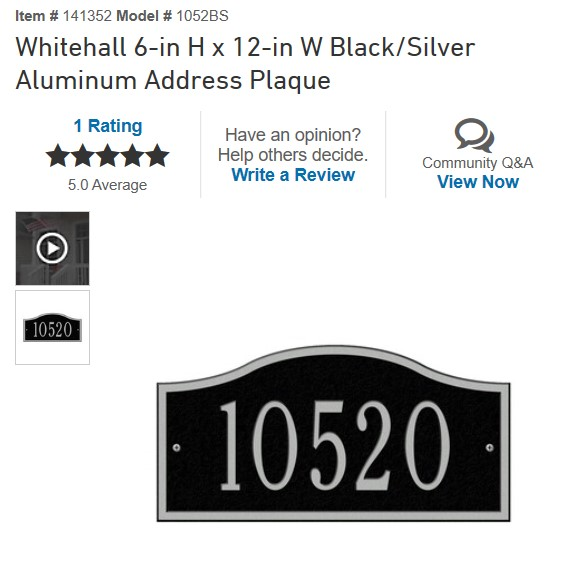 Item # 141352 Model # 1052BS
Whitehall 6-in H x 12-in W Black/Silver
Aluminum Address Plaque
1 Rating
5.0 Average
Have an opinion?
Help others decide.
Write a Review
Community Q&A
View Now
10520
10520